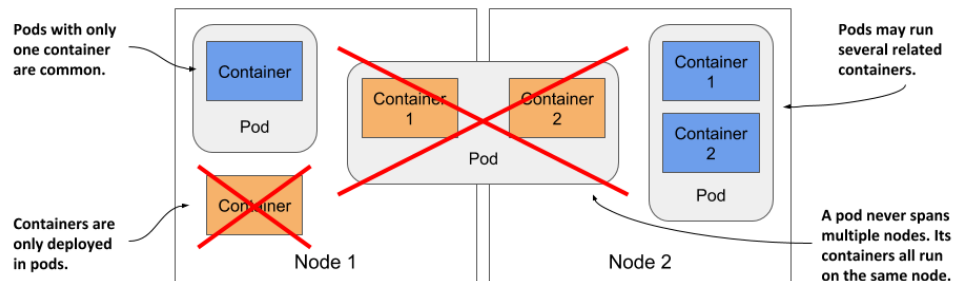 Pods with only
one container
are common.
Container
Pod
Container
Containers are
only deployed
in pods.
Node 1
Container
1
Container
2
Pod
Container
1
Container
2
Pod
Node 2
Pods may run
several related
containers.
A pod never spans
multiple nodes. Its
containers all run
on the same node.